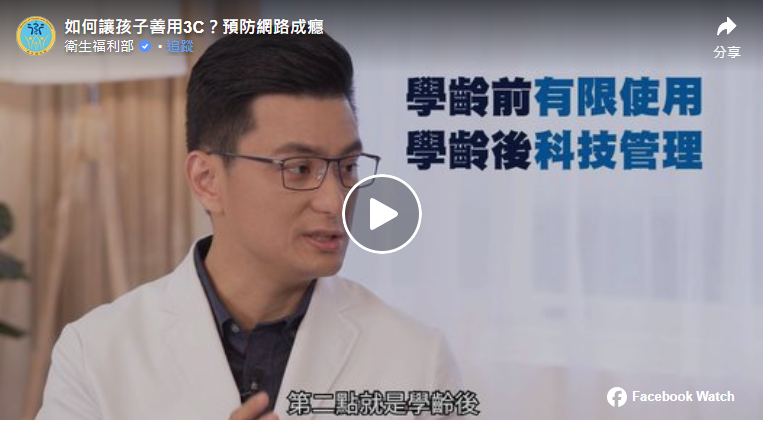 如何讓孩子善用3C？預防網路成癮
衛生福利部 · 追蹤
分享
學齡前有限使用
學齡後科技管理
第二點就是學齡後
Facebook Watch